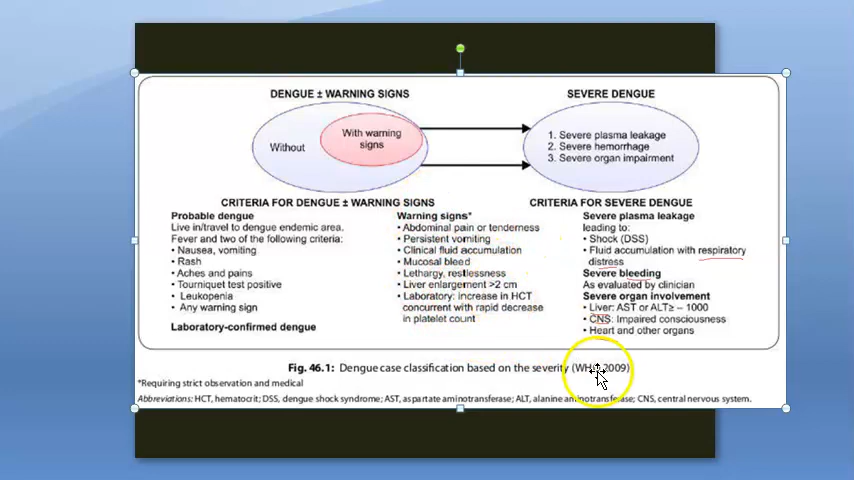 DENGUE ± WARNING SIGNS
SEVERE DENGUE
Without
With warning
signs
1. Severe plasma leakage
2. Severe hemorrhage
3. Severe organ impairment
CRITERIA FOR DENGUE ± WARNING SIGNS
CRITERIA FOR SEVERE DENGUE
Probable dengue
Live in/travel to dengue endemic area.
Fever and two of the following criteria:
• Nausea, vomiting
• Rash
• Aches and pains
• Tourniquet test positive
• Leukopenia
• Any warning sign
Laboratory-confirmed dengue
Warning signs*
• Abdominal pain or tenderness
• Persistent vomiting
• Clinical fluid accumulation
• Mucosal bleed
• Lethargy, restlessness
• Liver enlargement >2 cm
• Laboratory: increase in HCT
concurrent with rapid decrease
in platelet count
Severe plasma leakage
leading to:
• Shock (DSS)
• Fluid accumulation with respiratory
distress
Severe bleeding
As evaluated by clinician
Severe organ involvement
• Liver: AST or ALT≥ – 1000
• CNS: Impaired consciousness
• Heart and other organs
Fig. 46.1: Dengue case classification based on the severity (WHO 2009)
*Requiring strict observation and medical
Abbreviations: HCT, hematocrit; DSS, dengue shock syndrome; AST, aspartate aminotransferase; ALT, alanine aminotransferase; CNS, central nervous system.